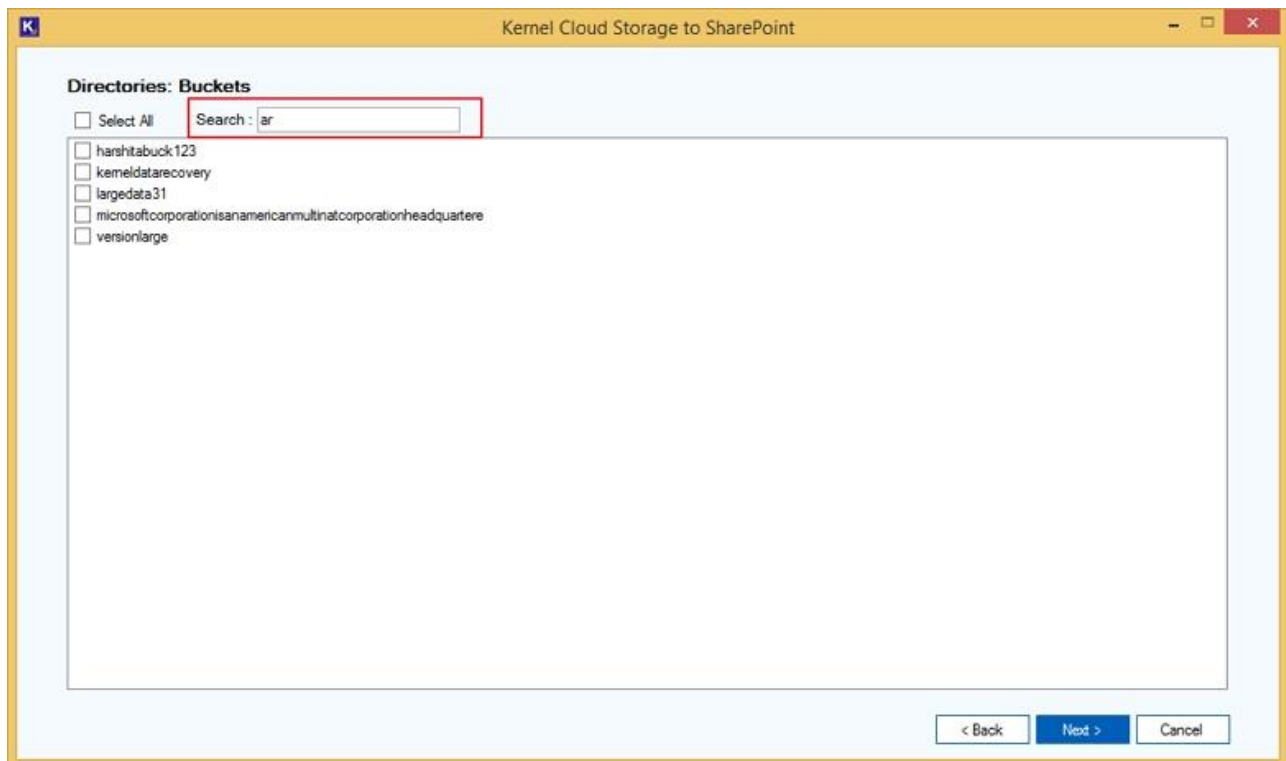 K
Kernel Cloud Storage to SharePoint
Directories: Buckets
Select All Search : ar
harshitabuck123
kerneldatarecovery
largedata31
microsoftcorporationisanamericanmultinatcorporationheadquartere
versionlarge
< Back Next > Cancel